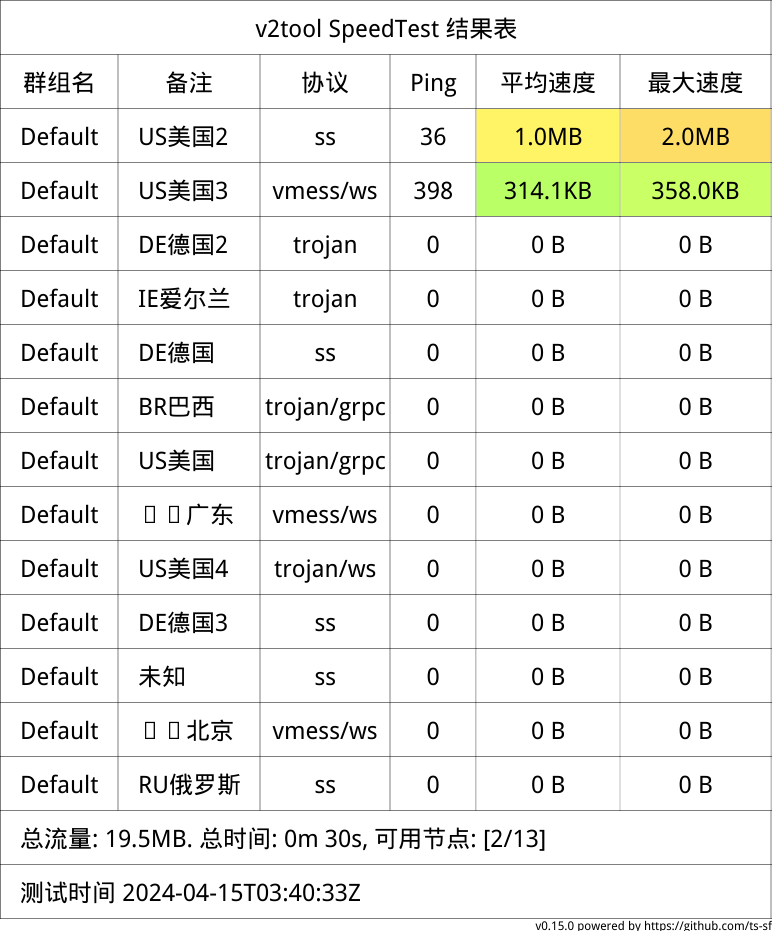 v2tool SpeedTest 结果表
群组名 备注 协议 Ping 平均速度 最大速度
Default US美国2 ss 36 1.0MB 2.0MB
Default US美国3 vmess/ws 398 314.1KB 358.0KB
Default DE德国2 trojan 0 0 B 0 B
Default IE爱尔兰 trojan 0 0 B 0 B
Default DE德国 ss 0 0 B 0 B
Default BR巴西 trojan/grpc 0 0 B 0 B
Default US美国 trojan/grpc 0 0 B 0 B
Default 广东 vmess/ws 0 0 B 0 B
Default US美国4 trojan/ws 0 0 B 0 B
Default DE德国3 ss 0 0 B 0 B
Default 未知 ss 0 0 B 0 B
Default 北京 vmess/ws 0 0 B 0 B
Default RU俄罗斯 ss 0 0 B 0 B
总流量: 19.5MB. 总时间: 0m 30s, 可用节点: [2/13]
测试时间 2024-04-15T03:40:33Z
v0.15.0 powered by https://github.com/ts-sf